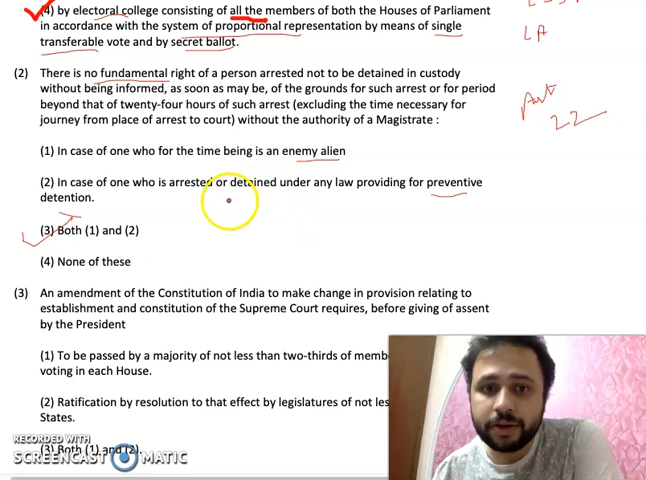 (4) by electoral college consisting of all the members of both the Houses of Parliament
in accordance with the system of proportional representation by means of single
transferable vote and by secret ballot.
LA
(2) There is no fundamental right of a person arrested not to be detained in custody
without being informed, as soon as may be, of the grounds for such arrest or for period
beyond that of twenty-four hours of such arrest (excluding the time necessary for
journey from place of arrest to court) without the authority of a Magistrate :
22
(1) In case of one who for the time being is an enemy alien
(2) In case of one who is arrested or detained under any law providing for preventive
detention.
(3) Both (1) and (2)
(4) None of these
(3) An amendment of the Constitution of India to make change in provision relating to
establishment and constitution of the Supreme Court requires, before giving of assent
by the President
(1) To be passed by a majority of not less than two-thirds of
voting in each House.
(2) Ratification by resolution to that effect by legislatures of not
States.
(3) Both (1) and (2).
RECORDED WITH
SCREENCAST MATIC